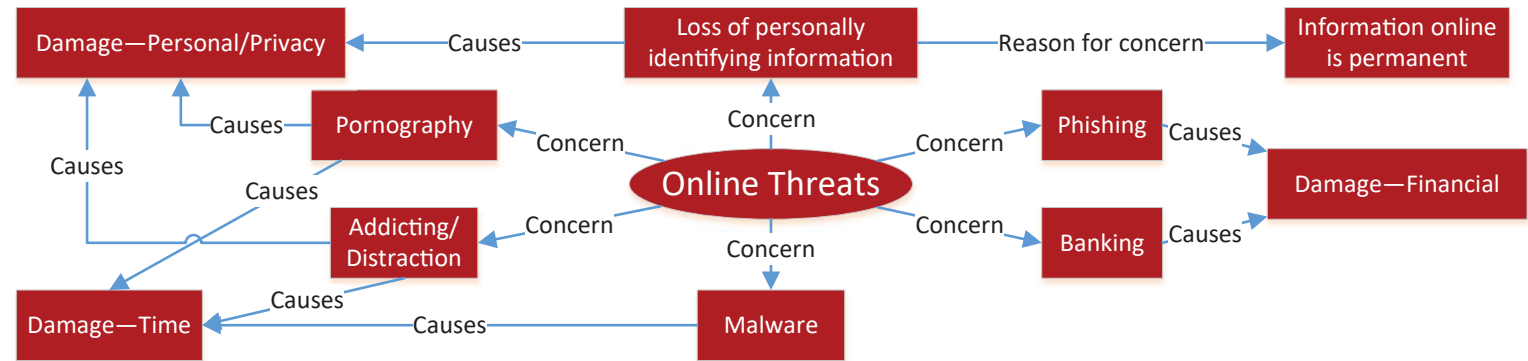 Damage—Personal/Privacy
Causes
Loss of personally
identifying information
Reason for concern
Information online
is permanent
Causes
Pornography
Concern
Concern
Concern
Phishing
Causes
Causes
Causes
Online Threats
Damage—Financial
Addicting/
Distraction
Concern
Concern
Concern
Banking
Causes
Causes
Damage—Time
Causes
Malware